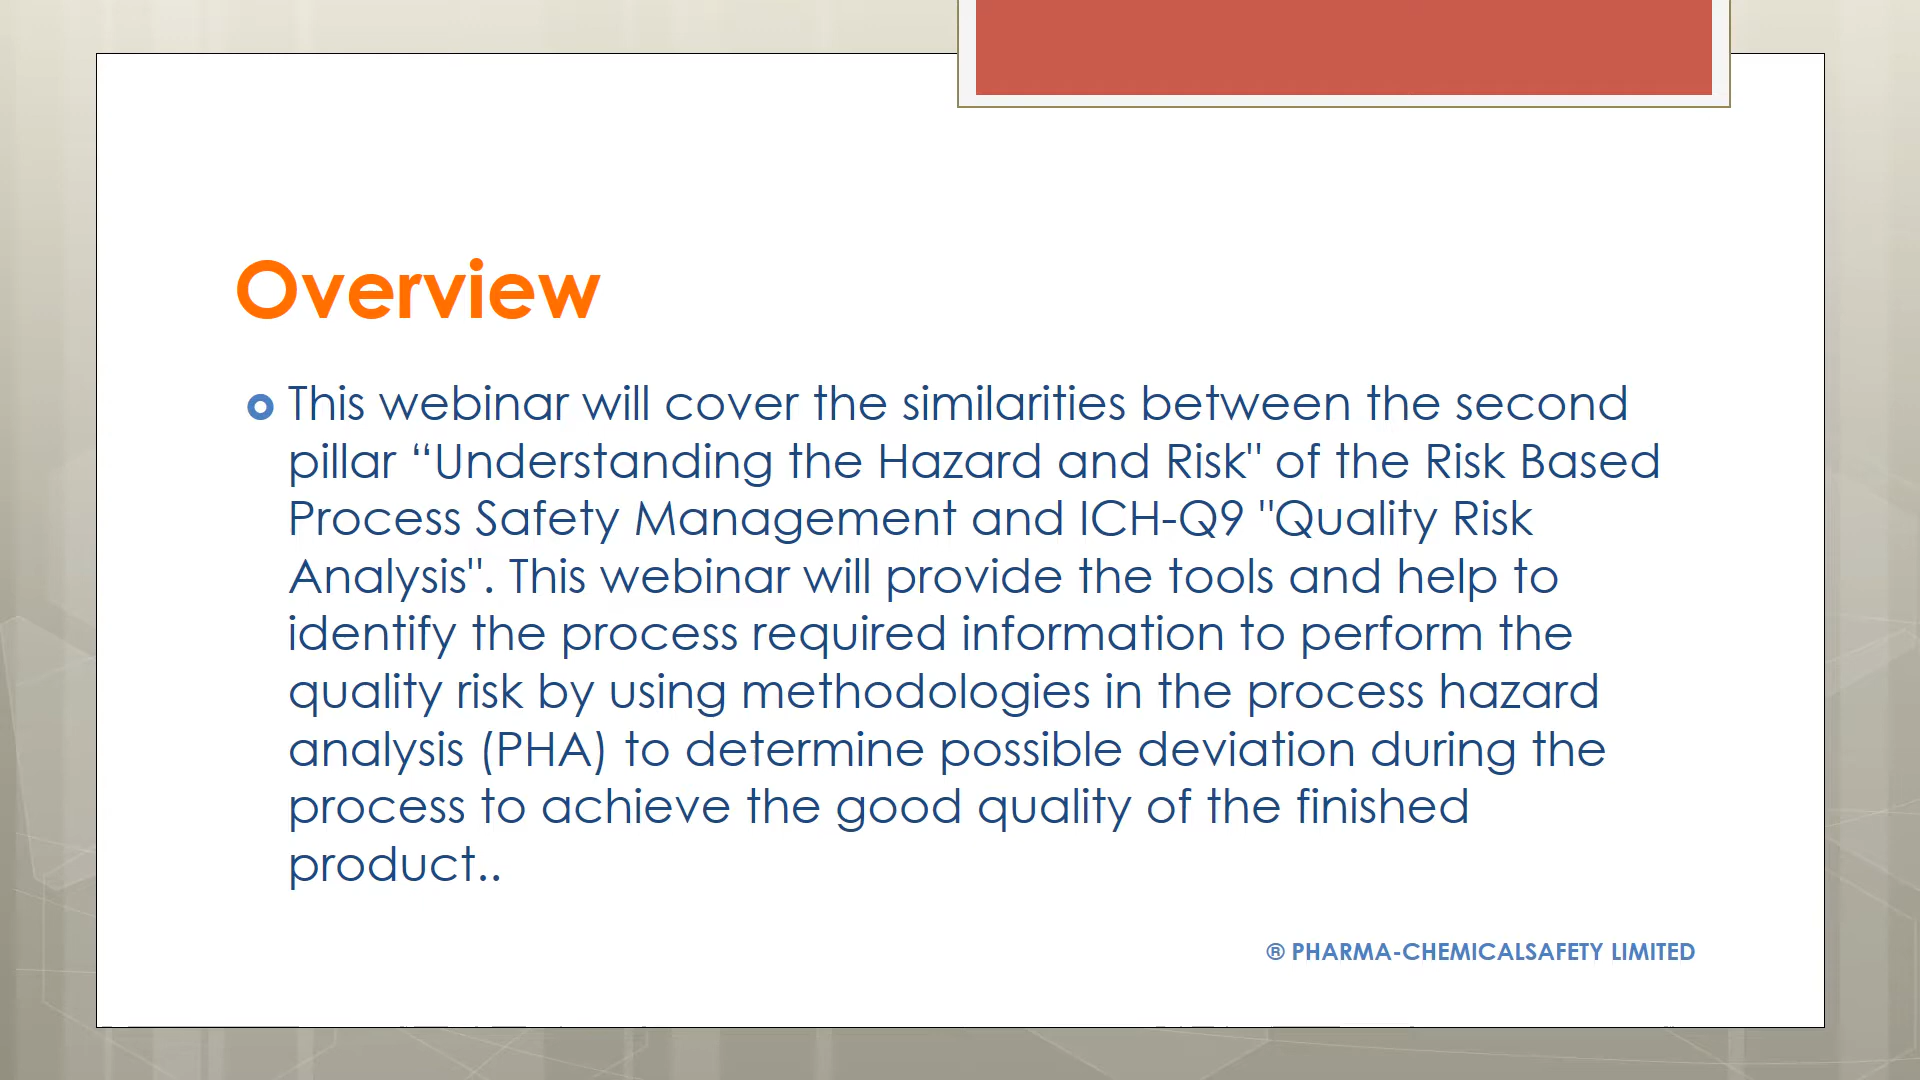 Overview
This webinar will cover the similarities between the second
pillar “Understanding the Hazard and Risk" of the Risk Based
Process Safety Management and ICH-Q9 "Quality Risk
Analysis". This webinar will provide the tools and help to
identify the process required information to perform the
quality risk by using methodologies in the process hazard
analysis (PHA) to determine possible deviation during the
process to achieve the good quality of the finished
product..
® PHARMA-CHEMICALSAFETY LIMITED